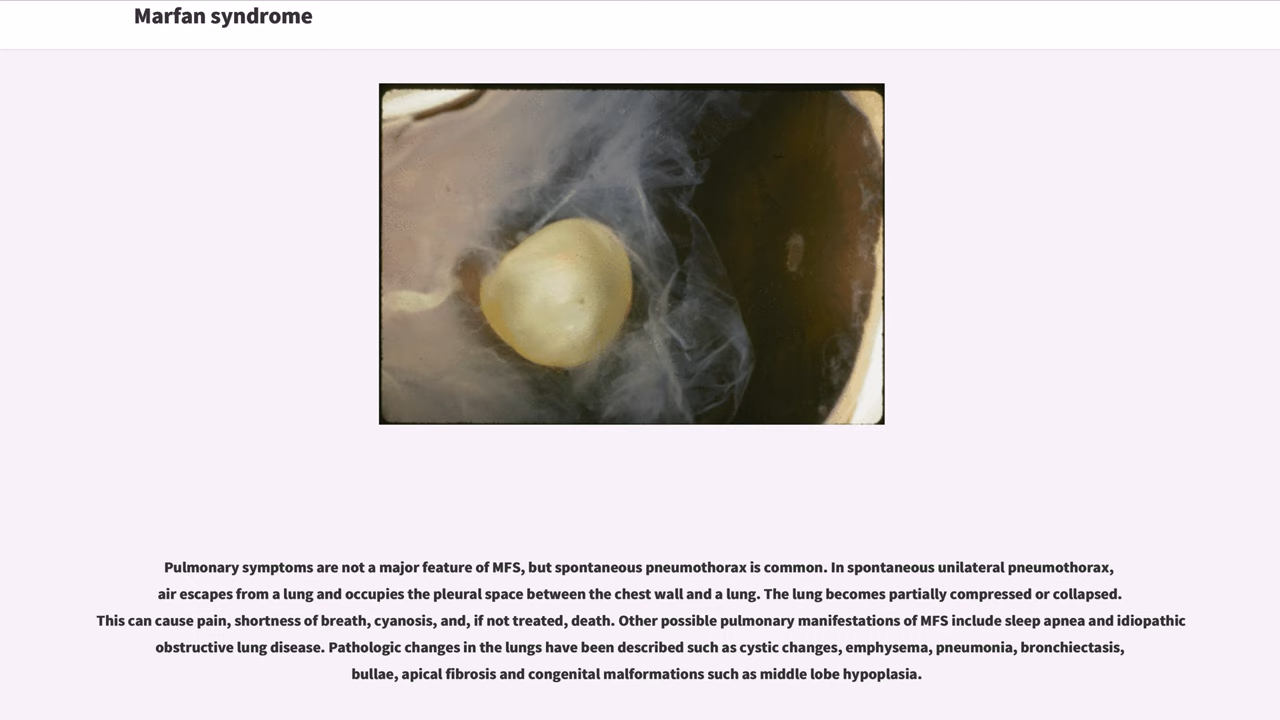 Marfan syndrome
Pulmonary symptoms are not a major feature of MFS, but spontaneous pneumothorax is common. In spontaneous unilateral pneumothorax,
air escapes from a lung and occupies the pleural space between the chest wall and a lung. The lung becomes partially compressed or collapsed.
This can cause pain, shortness of breath, cyanosis, and, if not treated, death. Other possible pulmonary manifestations of MFS include sleep apnea and idiopathic
obstructive lung disease. Pathologic changes in the lungs have been described such as cystic changes, emphysema, pneumonia, bronchiectasis,
bullae, apical fibrosis and congenital malformations such as middle lobe hypoplasia.